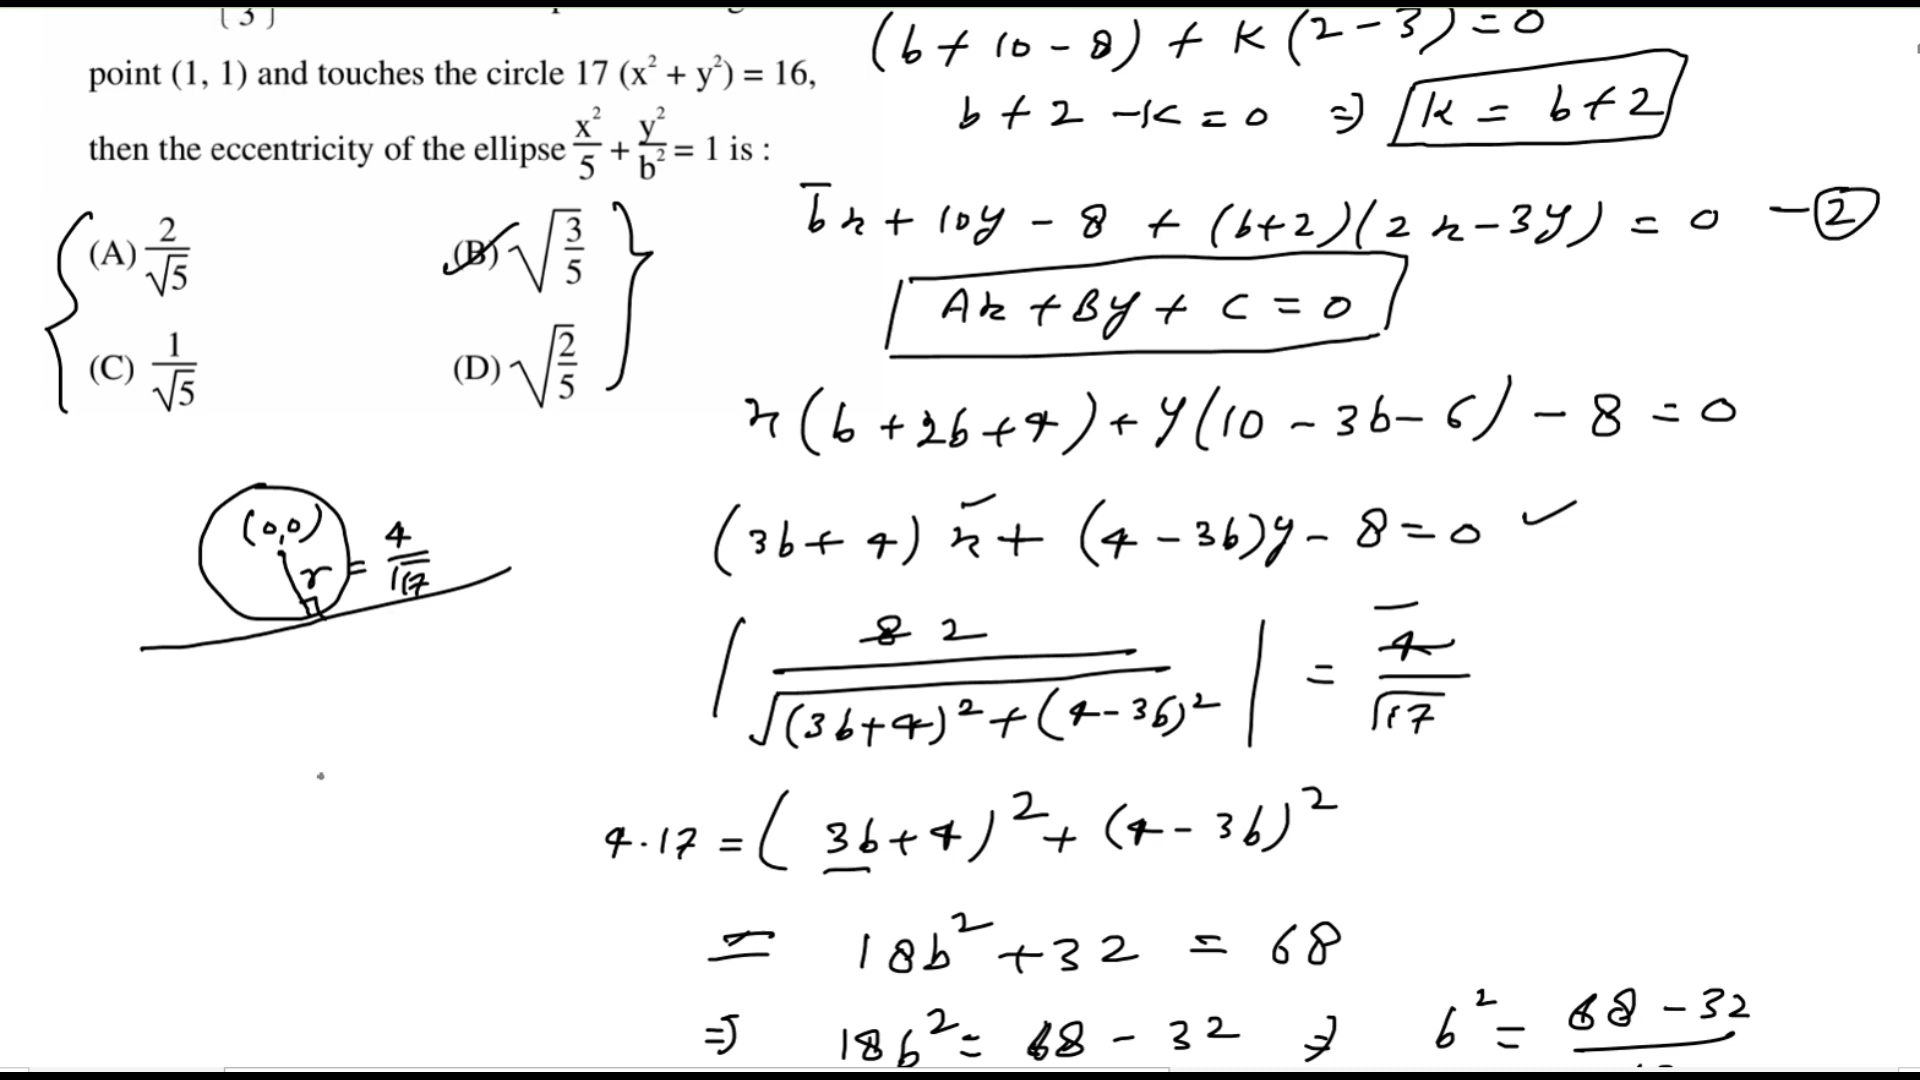 { 3 }
point (1, 1) and touches the circle 17 (x² + y²) = 16,
then the eccentricity of the ellipse x²/5 + y²/b² = 1 is :
(A) 2/√5 (B) √(3/5)
(C) 1/√5 (D) √(2/5)
(0,0)
r = 4/√17
(b + 10 - 8) + K (2 - 3) = 0
b + 2 - K = 0 ⇒ K = b + 2
bx + 10y - 8 + (b+2)(2x - 3y) = 0 - ②
Ax + By + C = 0
x(b + 2b + 4) + y(10 - 3b - 6) - 8 = 0
(3b + 4) x + (4 - 3b)y - 8 = 0 ✓
| 8 2 / √((3b+4)² + (4-3b)²) | = 4/√17
4·17 = (3b + 4)² + (4 - 3b)²
= 18b² + 32 = 68
⇒ 18b² = 68 - 32 ⇒ b² = 68 - 32